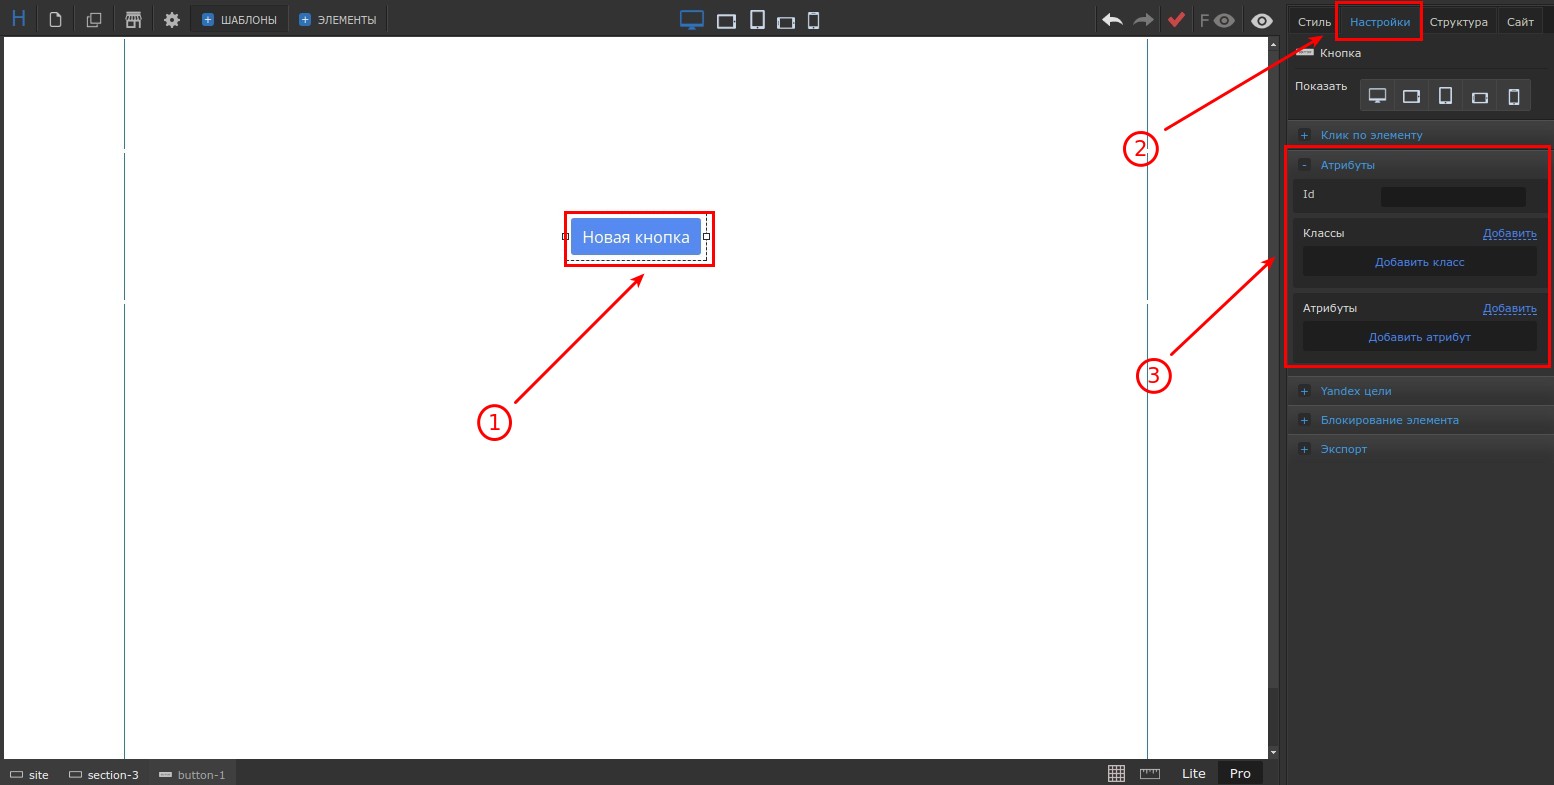 H
ШАБЛОНЫ
ЭЛЕМЕНТЫ
F
Стиль
Настройки
Структура
Сайт
Кнопка
Показать
Клик по элементу
Атрибуты
Id
Классы
Добавить
Добавить класс
Атрибуты
Добавить
Добавить атрибут
Yandex цели
Блокирование элемента
Экспорт
2
Новая кнопка
3
1
site
section-3
button-1
Lite
Pro